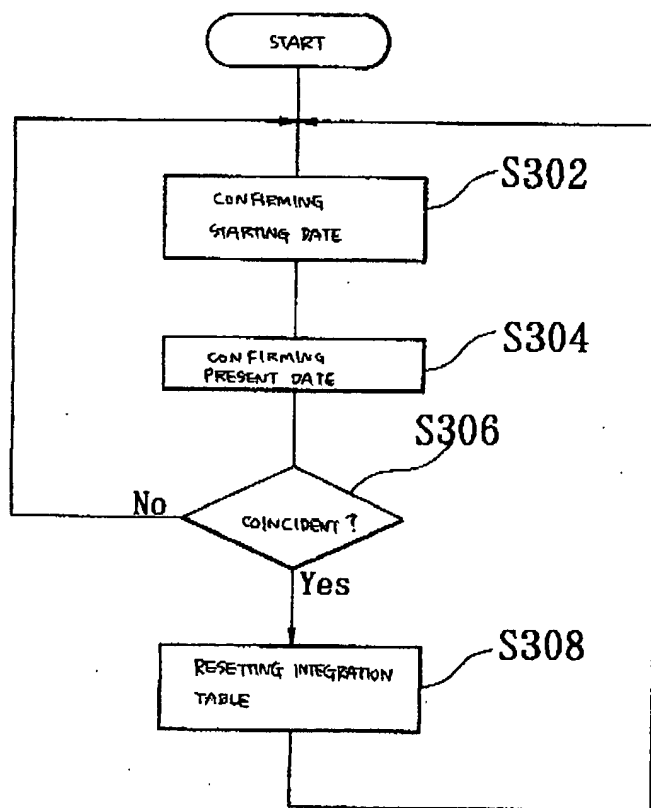 START
S302
CONFIRMING
STARTING DATE
S304
CONFIRMING
PRESENT DATE
S306
No
COINCIDENT?
Yes
S308
RESETTING INTEGRATION
TABLE